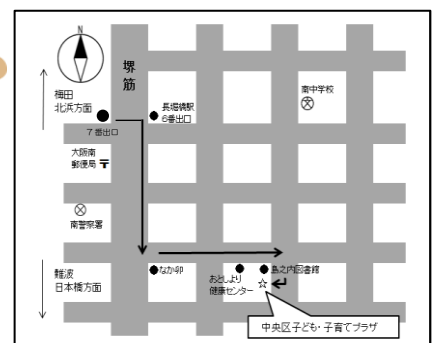 堺
筋
梅田
北浜方面
7番出口
長堀橋駅
6番出口
南中学校
大阪南
郵便局
南警察署
難波
日本橋方面
なか卯
おとしより
健康センター
島之内図書館
中央区子ども・子育てプラザ